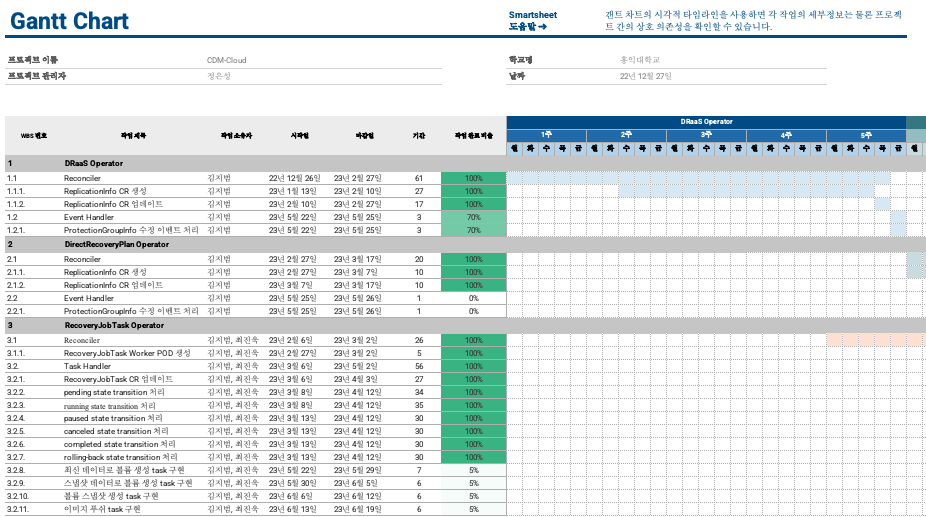 Gantt Chart
Smartsheet 도움말 ➔
갠트 차트의 시각적 타임라인을 사용하면 각 작업의 세부정보는 물론 프로젝트 간의 상호 의존성을 확인할 수 있습니다.
프로젝트 이름 CDM-Cloud 학교명 홍익대학교
프로젝트 관리자 정은성 날짜 22년 12월 27일
DRaaS Operator
WBS 번호 작업 제목 작업 소유자 시작일 마감일 기간 작업 완료 비율 1주 2주 3주 4주 5주
월 화 수 목 금 월 화 수 목 금 월 화 수 목 금 월 화 수 목 금 월 화 수 목 금 월
1 DRaaS Operator
1.1 Reconciler 김지범 22년 12월 26일 23년 2월 27일 61 100%
1.1.1. ReplicationInfo CR 생성 김지범 23년 1월 13일 23년 2월 10일 27 100%
1.1.2. ReplicationInfo CR 업데이트 김지범 23년 2월 10일 23년 2월 27일 17 100%
1.2 Event Handler 김지범 23년 5월 22일 23년 5월 25일 3 70%
1.2.1. ProtectionGroupInfo 수정 이벤트 처리 김지범 23년 5월 22일 23년 5월 25일 3 70%
2 DirectRecoveryPlan Operator
2.1 Reconciler 김지범 23년 2월 27일 23년 3월 17일 20 100%
2.1.1. ReplicationInfo CR 생성 김지범 23년 2월 27일 23년 3월 7일 10 100%
2.1.2. ReplicationInfo CR 업데이트 김지범 23년 3월 7일 23년 3월 17일 10 100%
2.2 Event Handler 김지범 23년 5월 25일 23년 5월 26일 1 0%
2.2.1. ProtectionGroupInfo 수정 이벤트 처리 김지범 23년 5월 25일 23년 5월 26일 1 0%
3 RecoveryJobTask Operator
3.1 Reconciler 김지범, 최진욱 23년 2월 6일 23년 3월 2일 26 100%
3.1.1. RecoveryJobTask Worker POD 생성 김지범, 최진욱 23년 2월 27일 23년 3월 2일 5 100%
3.2. Task Handler 김지범, 최진욱 23년 3월 6일 23년 5월 2일 56 100%
3.2.1. RecoveryJobTask CR 업데이트 김지범, 최진욱 23년 3월 6일 23년 4월 3일 27 100%
3.2.2. pending state transition 처리 김지범, 최진욱 23년 3월 8일 23년 4월 12일 34 100%
3.2.3. running state transition 처리 김지범, 최진욱 23년 3월 8일 23년 4월 12일 35 100%
3.2.4. paused state transition 처리 김지범, 최진욱 23년 3월 13일 23년 4월 12일 30 100%
3.2.5. canceled state transition 처리 김지범, 최진욱 23년 3월 13일 23년 4월 12일 30 100%
3.2.6. completed state transition 처리 김지범, 최진욱 23년 3월 13일 23년 4월 12일 30 100%
3.2.7. rolling-back state transition 처리 김지범, 최진욱 23년 3월 13일 23년 4월 12일 30 100%
3.2.8. 최신 데이터로 볼륨 생성 task 구현 김지범, 최진욱 23년 5월 22일 23년 5월 29일 7 5%
3.2.9. 스냅샷 데이터로 볼륨 생성 task 구현 김지범, 최진욱 23년 5월 30일 23년 6월 5일 6 5%
3.2.10. 볼륨 스냅샷 생성 task 구현 김지범, 최진욱 23년 6월 6일 23년 6월 12일 6 5%
3.2.11. 이미지 푸쉬 task 구현 김지범, 최진욱 23년 6월 13일 23년 6월 19일 6 5%